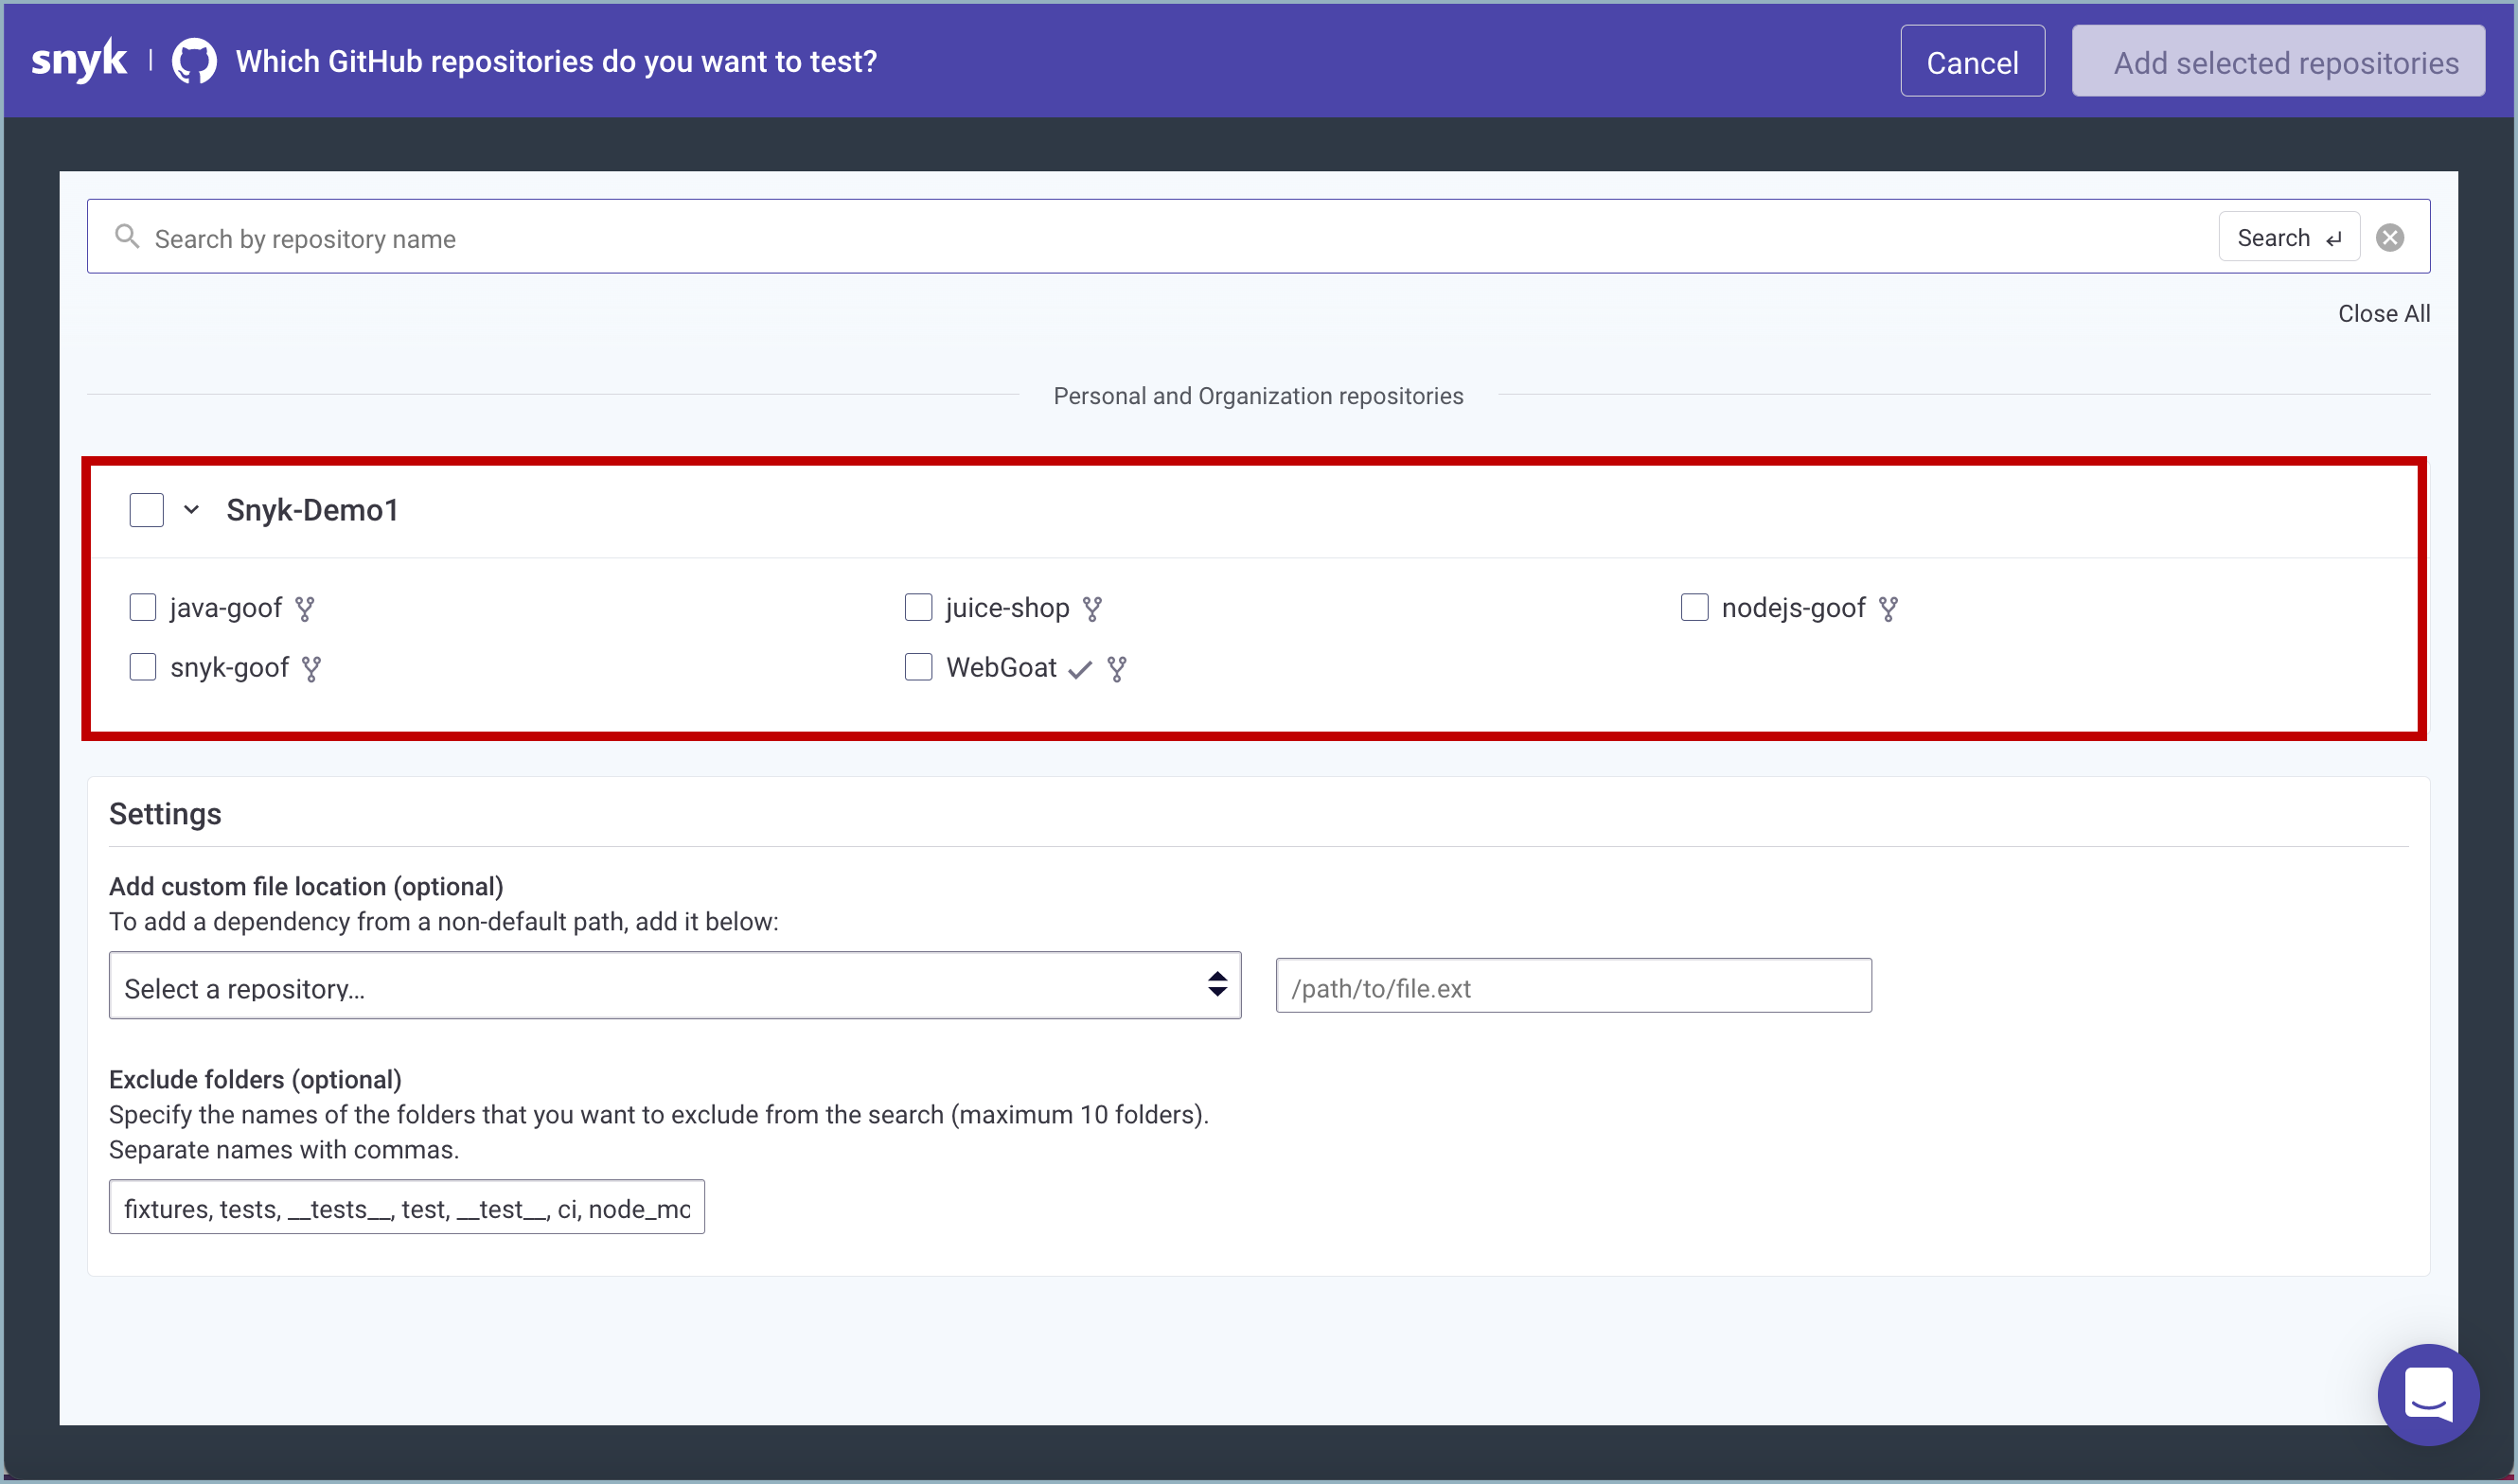 snyk | Which GitHub repositories do you want to test?
Cancel
Add selected repositories
Search by repository name
Search ↵
Close All
Personal and Organization repositories
Snyk-Demo1
java-goof
juice-shop
nodejs-goof
snyk-goof
WebGoat
Settings
Add custom file location (optional)
To add a dependency from a non-default path, add it below:
Select a repository...
/path/to/file.ext
Exclude folders (optional)
Specify the names of the folders that you want to exclude from the search (maximum 10 folders).
Separate names with commas.
fixtures, tests, __tests__, test, __test__, ci, node_mo